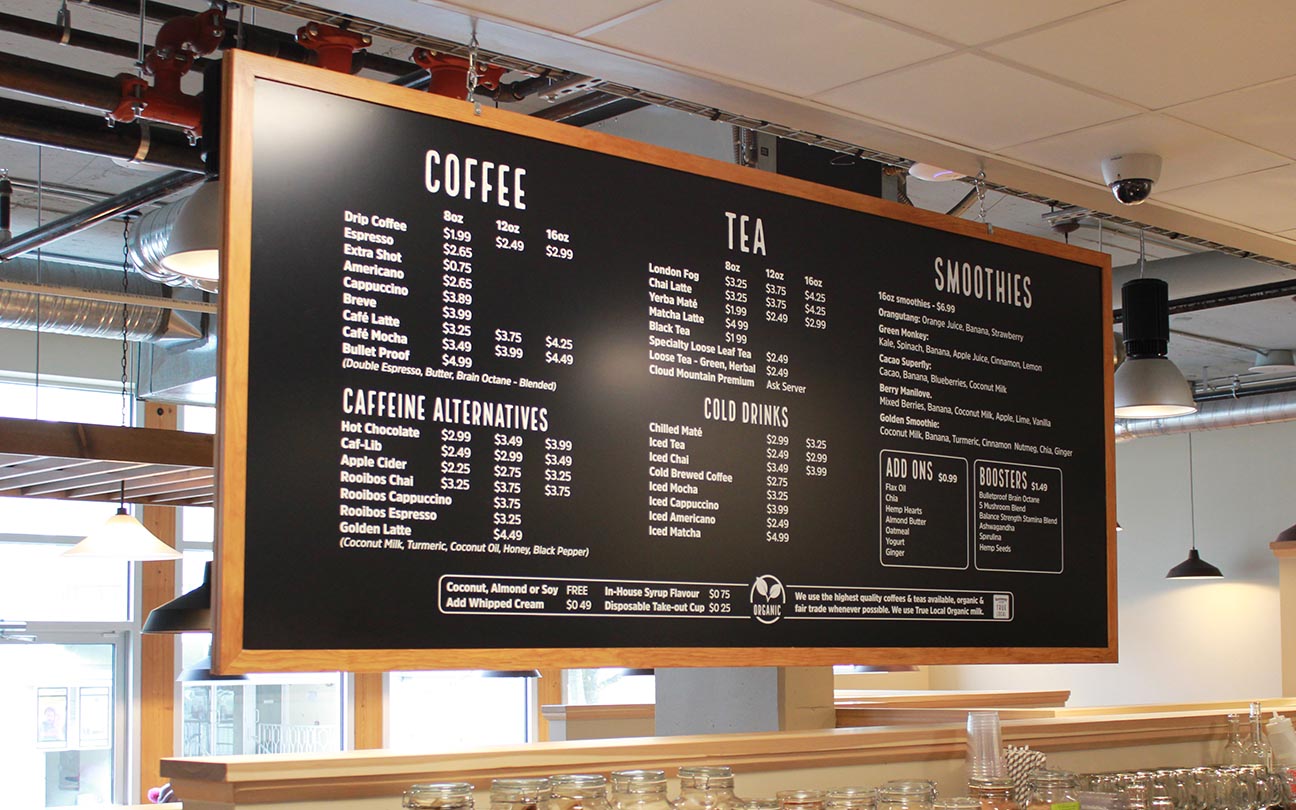 COFFEE
8oz 12oz 16oz
Drip Coffee $1.99 $2.49 $2.99
Espresso $2.65
Extra Shot $0.75
Americano $2.65
Cappuccino $3.89
Breve $3.99
Café Latte $3.25 $3.75 $4.25
Café Mocha $3.49 $3.99 $4.49
Bullet Proof $4.99
(Double Espresso, Butter, Brain Octane - Blended)
CAFFEINE ALTERNATIVES
Hot Chocolate $2.99 $3.49 $3.99
Caf-Lib $2.49 $2.99 $3.49
Apple Cider $2.25 $2.75 $3.25
Rooibos Chai $3.25 $3.75 $3.75
Rooibos Cappuccino $3.75
Rooibos Espresso $3.25
Golden Latte $4.49
(Coconut Milk, Turmeric, Coconut Oil, Honey, Black Pepper)
TEA
8oz 12oz 16oz
London Fog $3.25 $3.75 $4.25
Chai Latte $3.25 $3.75 $4.25
Yerba Maté $1.99 $2.49 $2.99
Matcha Latte $4 99
Black Tea $1 99
Specialty Loose Leaf Tea $2.49
Loose Tea - Green, Herbal $2.49
Cloud Mountain Premium Ask Server
COLD DRINKS
Chilled Maté $2.99 $3.25
Iced Tea $2.49 $2.99
Iced Chai $3.49 $3.99
Cold Brewed Coffee $2.75
Iced Mocha $3.25
Iced Cappuccino $3.99
Iced Americano $2.49
Iced Matcha $4.99
SMOOTHIES
16oz smoothies - $6.99
Orangutang: Orange Juice, Banana, Strawberry
Green Monkey:
Kale, Spinach, Banana, Apple Juice, Cinnamon, Lemon
Cacao Superfly:
Cacao, Banana, Blueberries, Coconut Milk
Berry Manilove.
Mixed Berries, Banana, Coconut Milk, Apple, Lime, Vanilla
Golden Smoothie:
Coconut Milk, Banana, Turmeric, Cinnamon Nutmeg, Chia, Ginger
ADD ONS $0.99
Flax Oil
Chia
Hemp Hearts
Almond Butter
Oatmeal
Yogurt
Ginger
BOOSTERS $1.49
Bulletproof Brain Octane
5 Mushroom Blend
Balance Strength Stamina Blend
Ashwagandha
Spirulina
Hemp Seeds
Coconut, Almond or Soy FREE In-House Syrup Flavour $0 75
Add Whipped Cream $0 49 Disposable Take-out Cup $0 25
ORGANIC
We use the highest quality coffees & teas available, organic &
fair trade whenever possible. We use True Local Organic milk.
TRUE
LOCAL